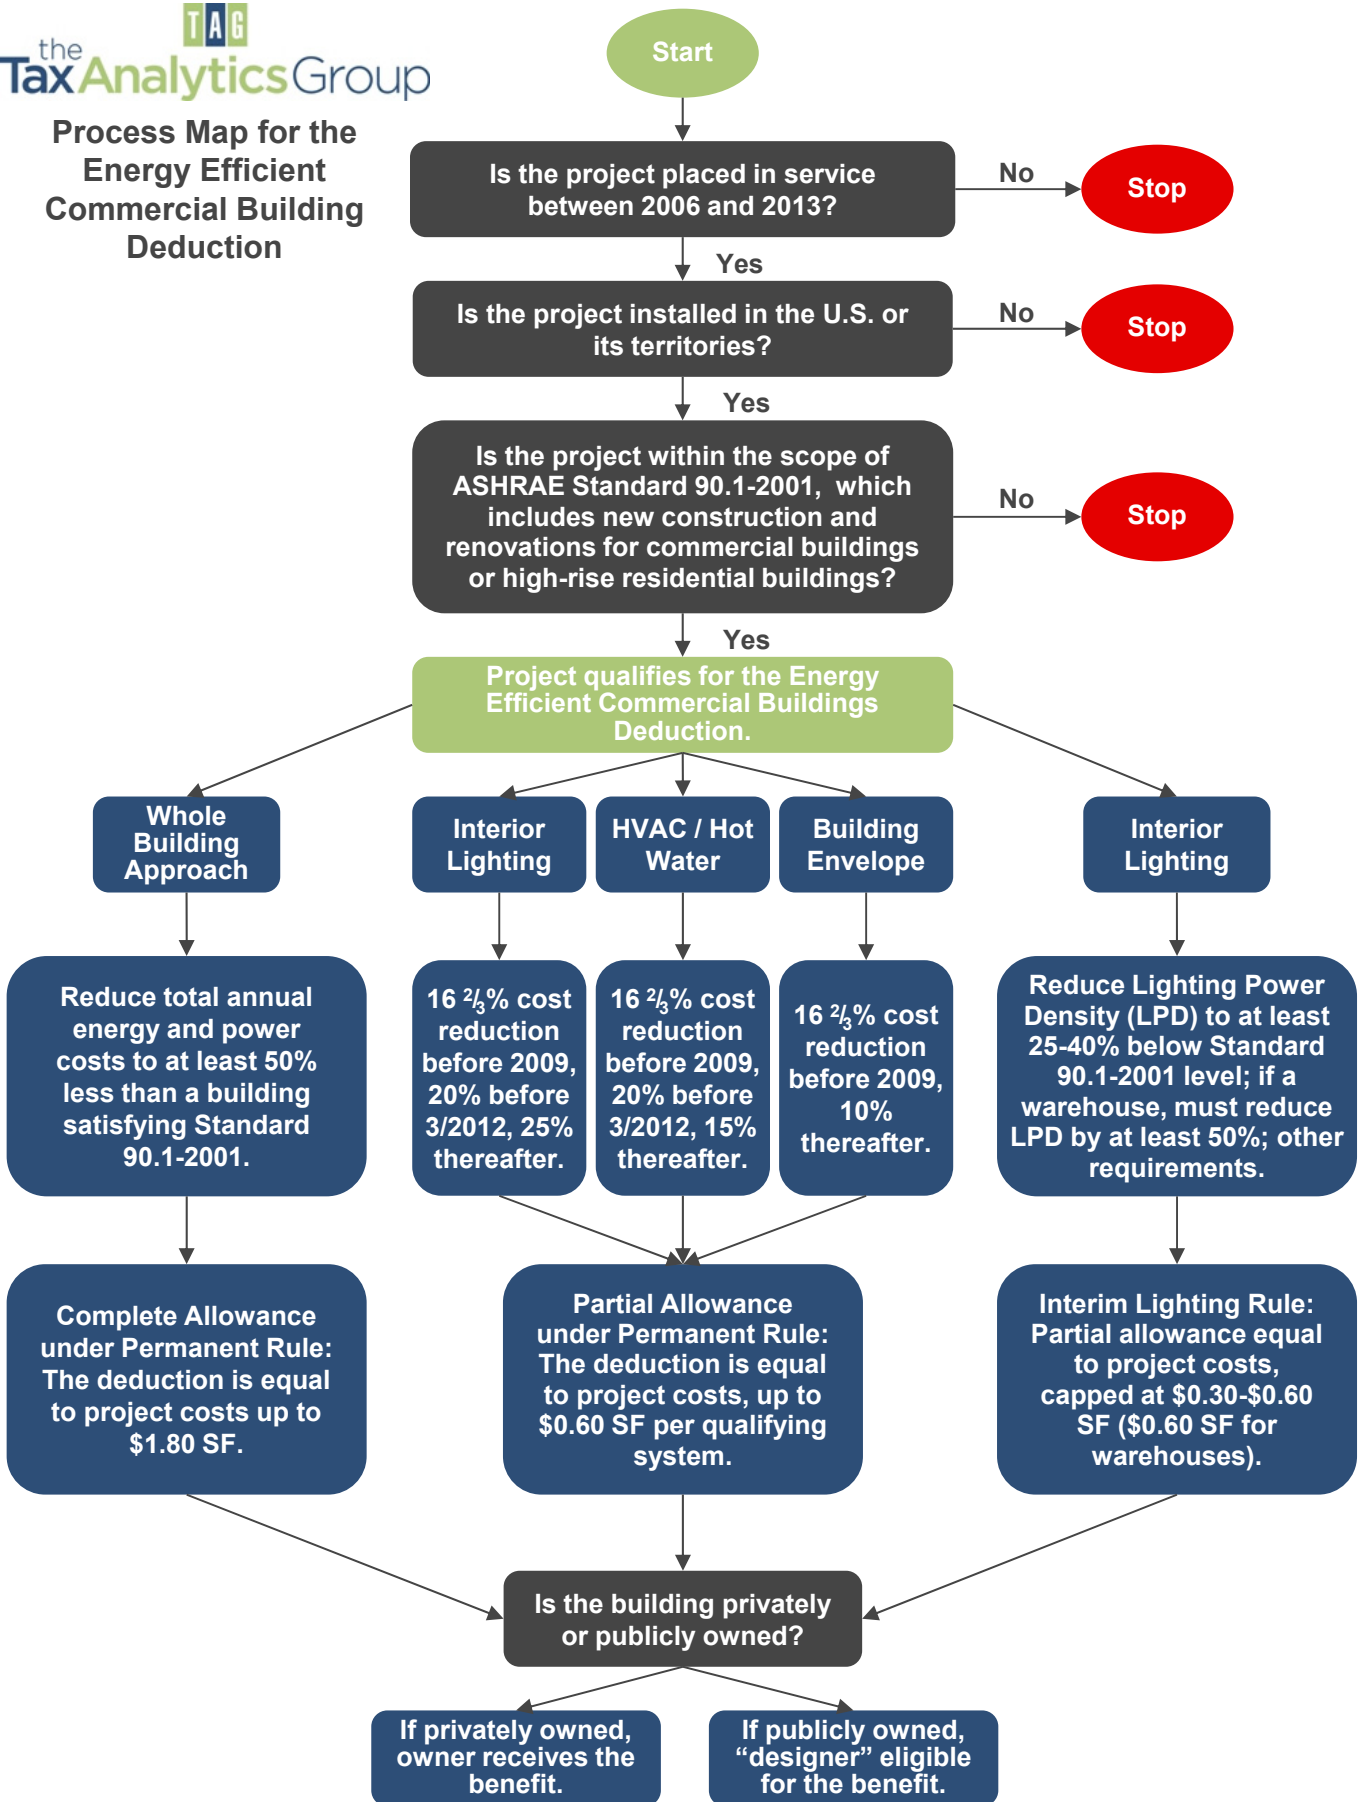 TAG
the
TaxAnalyticsGroup
Process Map for the
Energy Efficient
Commercial Building
Deduction
Start
Is the project placed in service
between 2006 and 2013?
No
Stop
Yes
Is the project installed in the U.S. or
its territories?
No
Stop
Yes
Is the project within the scope of
ASHRAE Standard 90.1-2001, which
includes new construction and
renovations for commercial buildings
or high-rise residential buildings?
No
Stop
Yes
Project qualifies for the Energy
Efficient Commercial Buildings
Deduction.
Whole
Building
Approach
Interior
Lighting
HVAC / Hot
Water
Building
Envelope
Interior
Lighting
Reduce total annual
energy and power
costs to at least 50%
less than a building
satisfying Standard
90.1-2001.
16 2/3% cost
reduction
before 2009,
20% before
3/2012, 25%
thereafter.
16 2/3% cost
reduction
before 2009,
20% before
3/2012, 15%
thereafter.
16 2/3% cost
reduction
before 2009,
10%
thereafter.
Reduce Lighting Power
Density (LPD) to at least
25-40% below Standard
90.1-2001 level; if a
warehouse, must reduce
LPD by at least 50%; other
requirements.
Complete Allowance
under Permanent Rule:
The deduction is equal
to project costs up to
$1.80 SF.
Partial Allowance
under Permanent Rule:
The deduction is equal
to project costs, up to
$0.60 SF per qualifying
system.
Interim Lighting Rule:
Partial allowance equal
to project costs,
capped at $0.30-$0.60
SF ($0.60 SF for
warehouses).
Is the building privately
or publicly owned?
If privately owned,
owner receives the
benefit.
If publicly owned,
“designer” eligible
for the benefit.